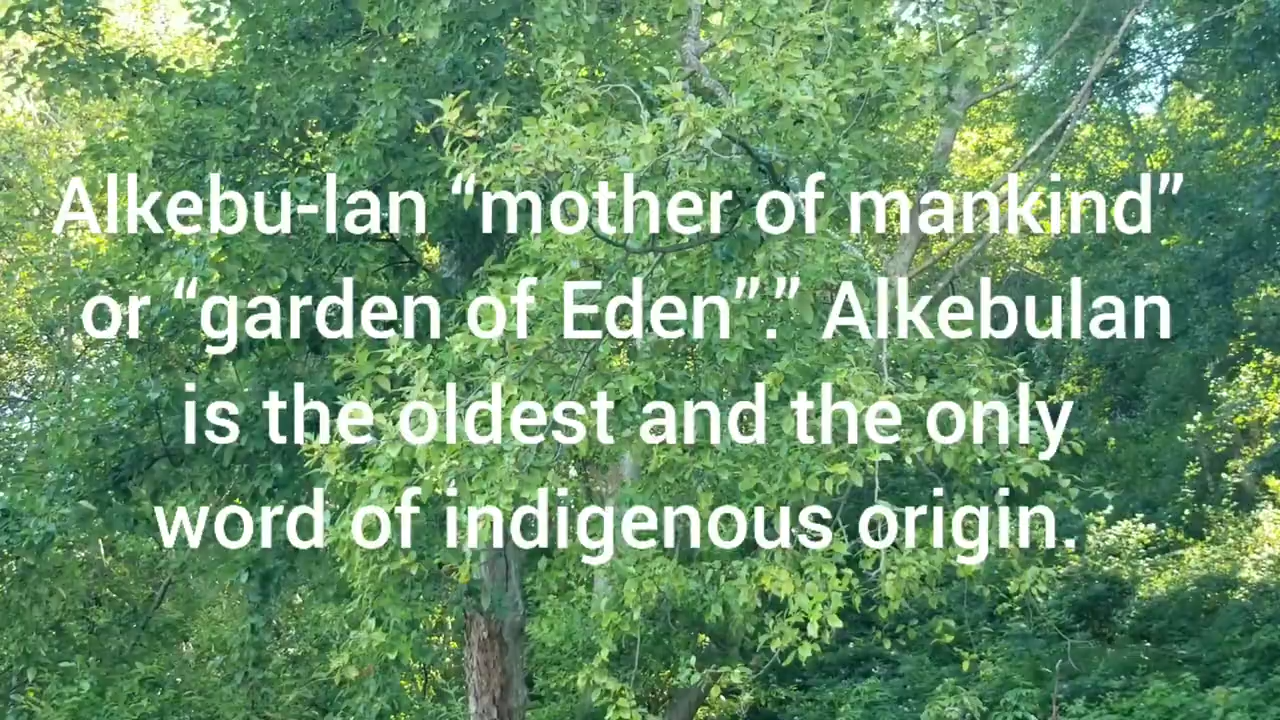 Alkebu-lan “mother of mankind”
or “garden of Eden”.” Alkebulan
is the oldest and the only
word of indigenous origin.